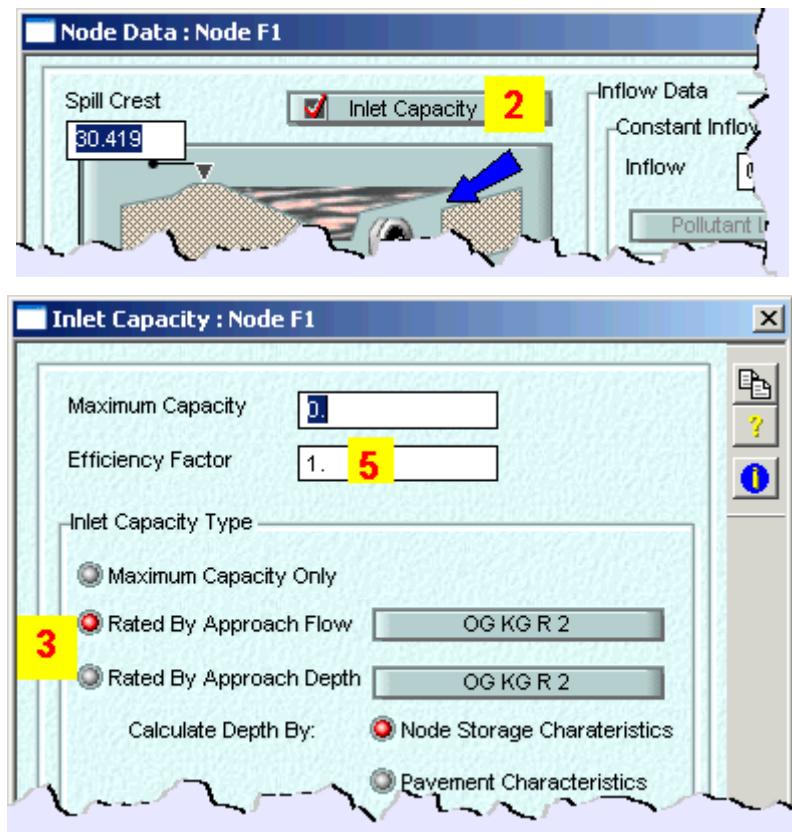 Node Data : Node F1
Spill Crest
Inlet Capacity 2
Inflow Data
30.419
Constant
Inflow
Pollutant
Inlet Capacity : Node F1
Maximum Capacity 0.
Efficiency Factor 1. 5
?
i
Inlet Capacity Type
Maximum Capacity Only
3
Rated By Approach Flow OG KG R 2
Rated By Approach Depth OG KG R 2
Calculate Depth By: Node Storage Charateristics
Pavement Characteristics